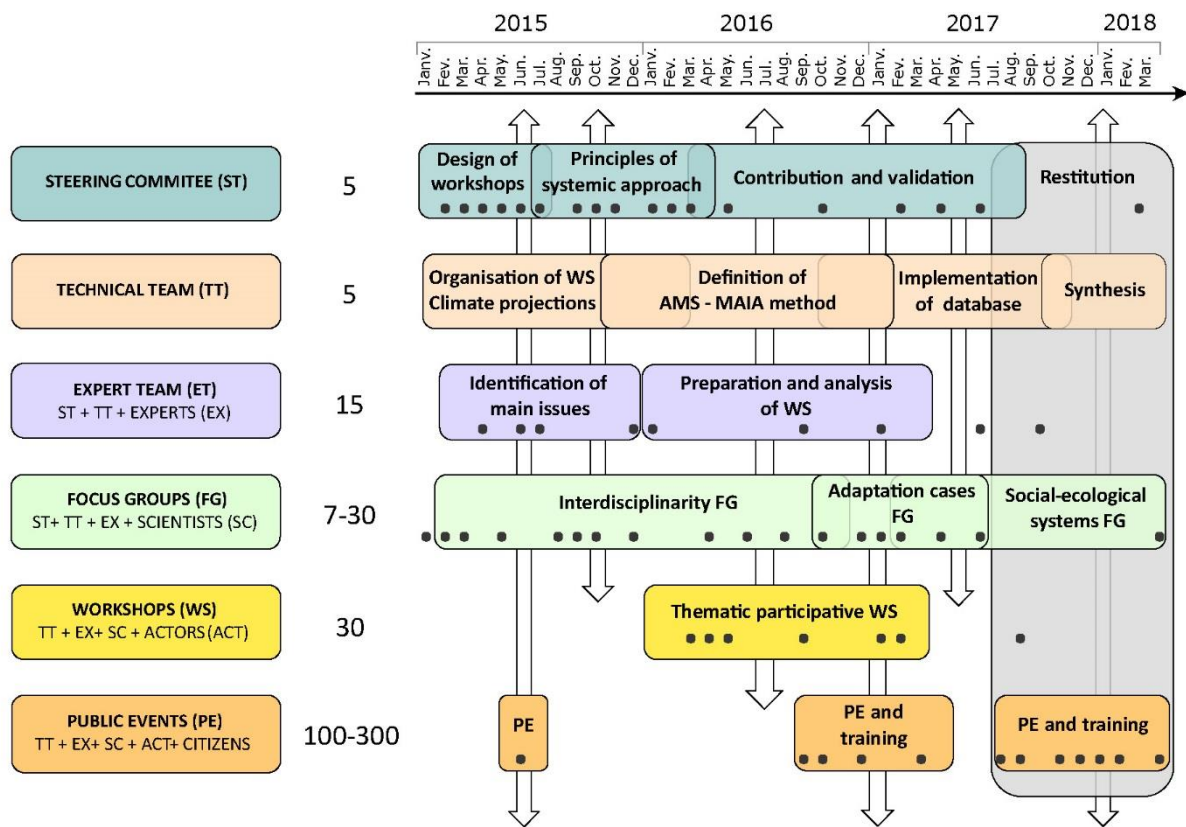 2015 2016 2017 2018
Janv. Fev. Mar. Apr. May. Jun. Jul. Aug. Sep. Oct. Nov. Dec. Janv. Fev. Mar. Apr. May. Jun. Jul. Aug. Sep. Oct. Nov. Dec. Janv. Fev. Mar. Apr. May. Jun. Jul. Aug. Sep. Oct. Nov. Dec. Janv. Fev. Mar.
STEERING COMMITEE (ST)
5
Design of
workshops
Principles of
systemic approach
Contribution and validation
Restitution
TECHNICAL TEAM (TT)
5
Organisation of WS
Climate projections
Definition of
AMS - MAIA method
Implementation
of database
Synthesis
EXPERT TEAM (ET)
ST + TT + EXPERTS (EX)
15
Identification of
main issues
Preparation and analysis
of WS
FOCUS GROUPS (FG)
ST+ TT + EX + SCIENTISTS (SC)
7-30
Interdisciplinarity FG
Adaptation cases
FG
Social-ecological
systems FG
WORKSHOPS (WS)
TT + EX+ SC + ACTORS (ACT)
30
Thematic participative WS
PUBLIC EVENTS (PE)
TT + EX+ SC + ACT+ CITIZENS
100-300
PE
PE and
training
PE and training